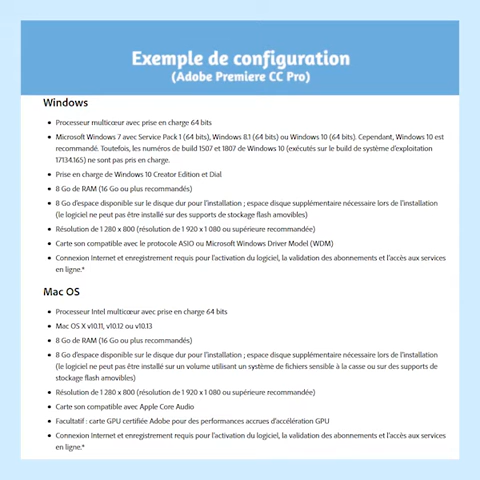 Exemple de configuration
(Adobe Premiere CC Pro)
Windows
• Processeur multicœur avec prise en charge 64 bits
• Microsoft Windows 7 avec Service Pack 1 (64 bits), Windows 8.1 (64 bits) ou Windows 10 (64 bits). Cependant, Windows 10 est
recommandé. Toutefois, les numéros de build 1507 et 1807 de Windows 10 (exécutés sur le build de système d'exploitation
17134.165) ne sont pas pris en charge.
• Prise en charge de Windows 10 Creator Edition et Dial
• 8 Go de RAM (16 Go ou plus recommandés)
• 8 Go d'espace disponible sur le disque dur pour l'installation ; espace disque supplémentaire nécessaire lors de l'installation
(le logiciel ne peut pas être installé sur des supports de stockage flash amovibles)
• Résolution de 1 280 x 800 (résolution de 1 920 x 1 080 ou supérieure recommandée)
• Carte son compatible avec le protocole ASIO ou Microsoft Windows Driver Model (WDM)
• Connexion Internet et enregistrement requis pour l'activation du logiciel, la validation des abonnements et l'accès aux services
en ligne.*
Mac OS
• Processeur Intel multicœur avec prise en charge 64 bits
• Mac OS X v10.11, v10.12 ou v10.13
• 8 Go de RAM (16 Go ou plus recommandés)
• 8 Go d'espace disponible sur le disque dur pour l'installation ; espace disque supplémentaire nécessaire lors de l'installation
(le logiciel ne peut pas être installé sur un volume utilisant un système de fichiers sensible à la casse ou sur des supports de
stockage flash amovibles)
• Résolution de 1 280 x 800 (résolution de 1 920 x 1 080 ou supérieure recommandée)
• Carte son compatible avec Apple Core Audio
• Facultatif : carte GPU certifiée Adobe pour des performances accrues d'accélération GPU
• Connexion Internet et enregistrement requis pour l'activation du logiciel, la validation des abonnements et l'accès aux services
en ligne.*